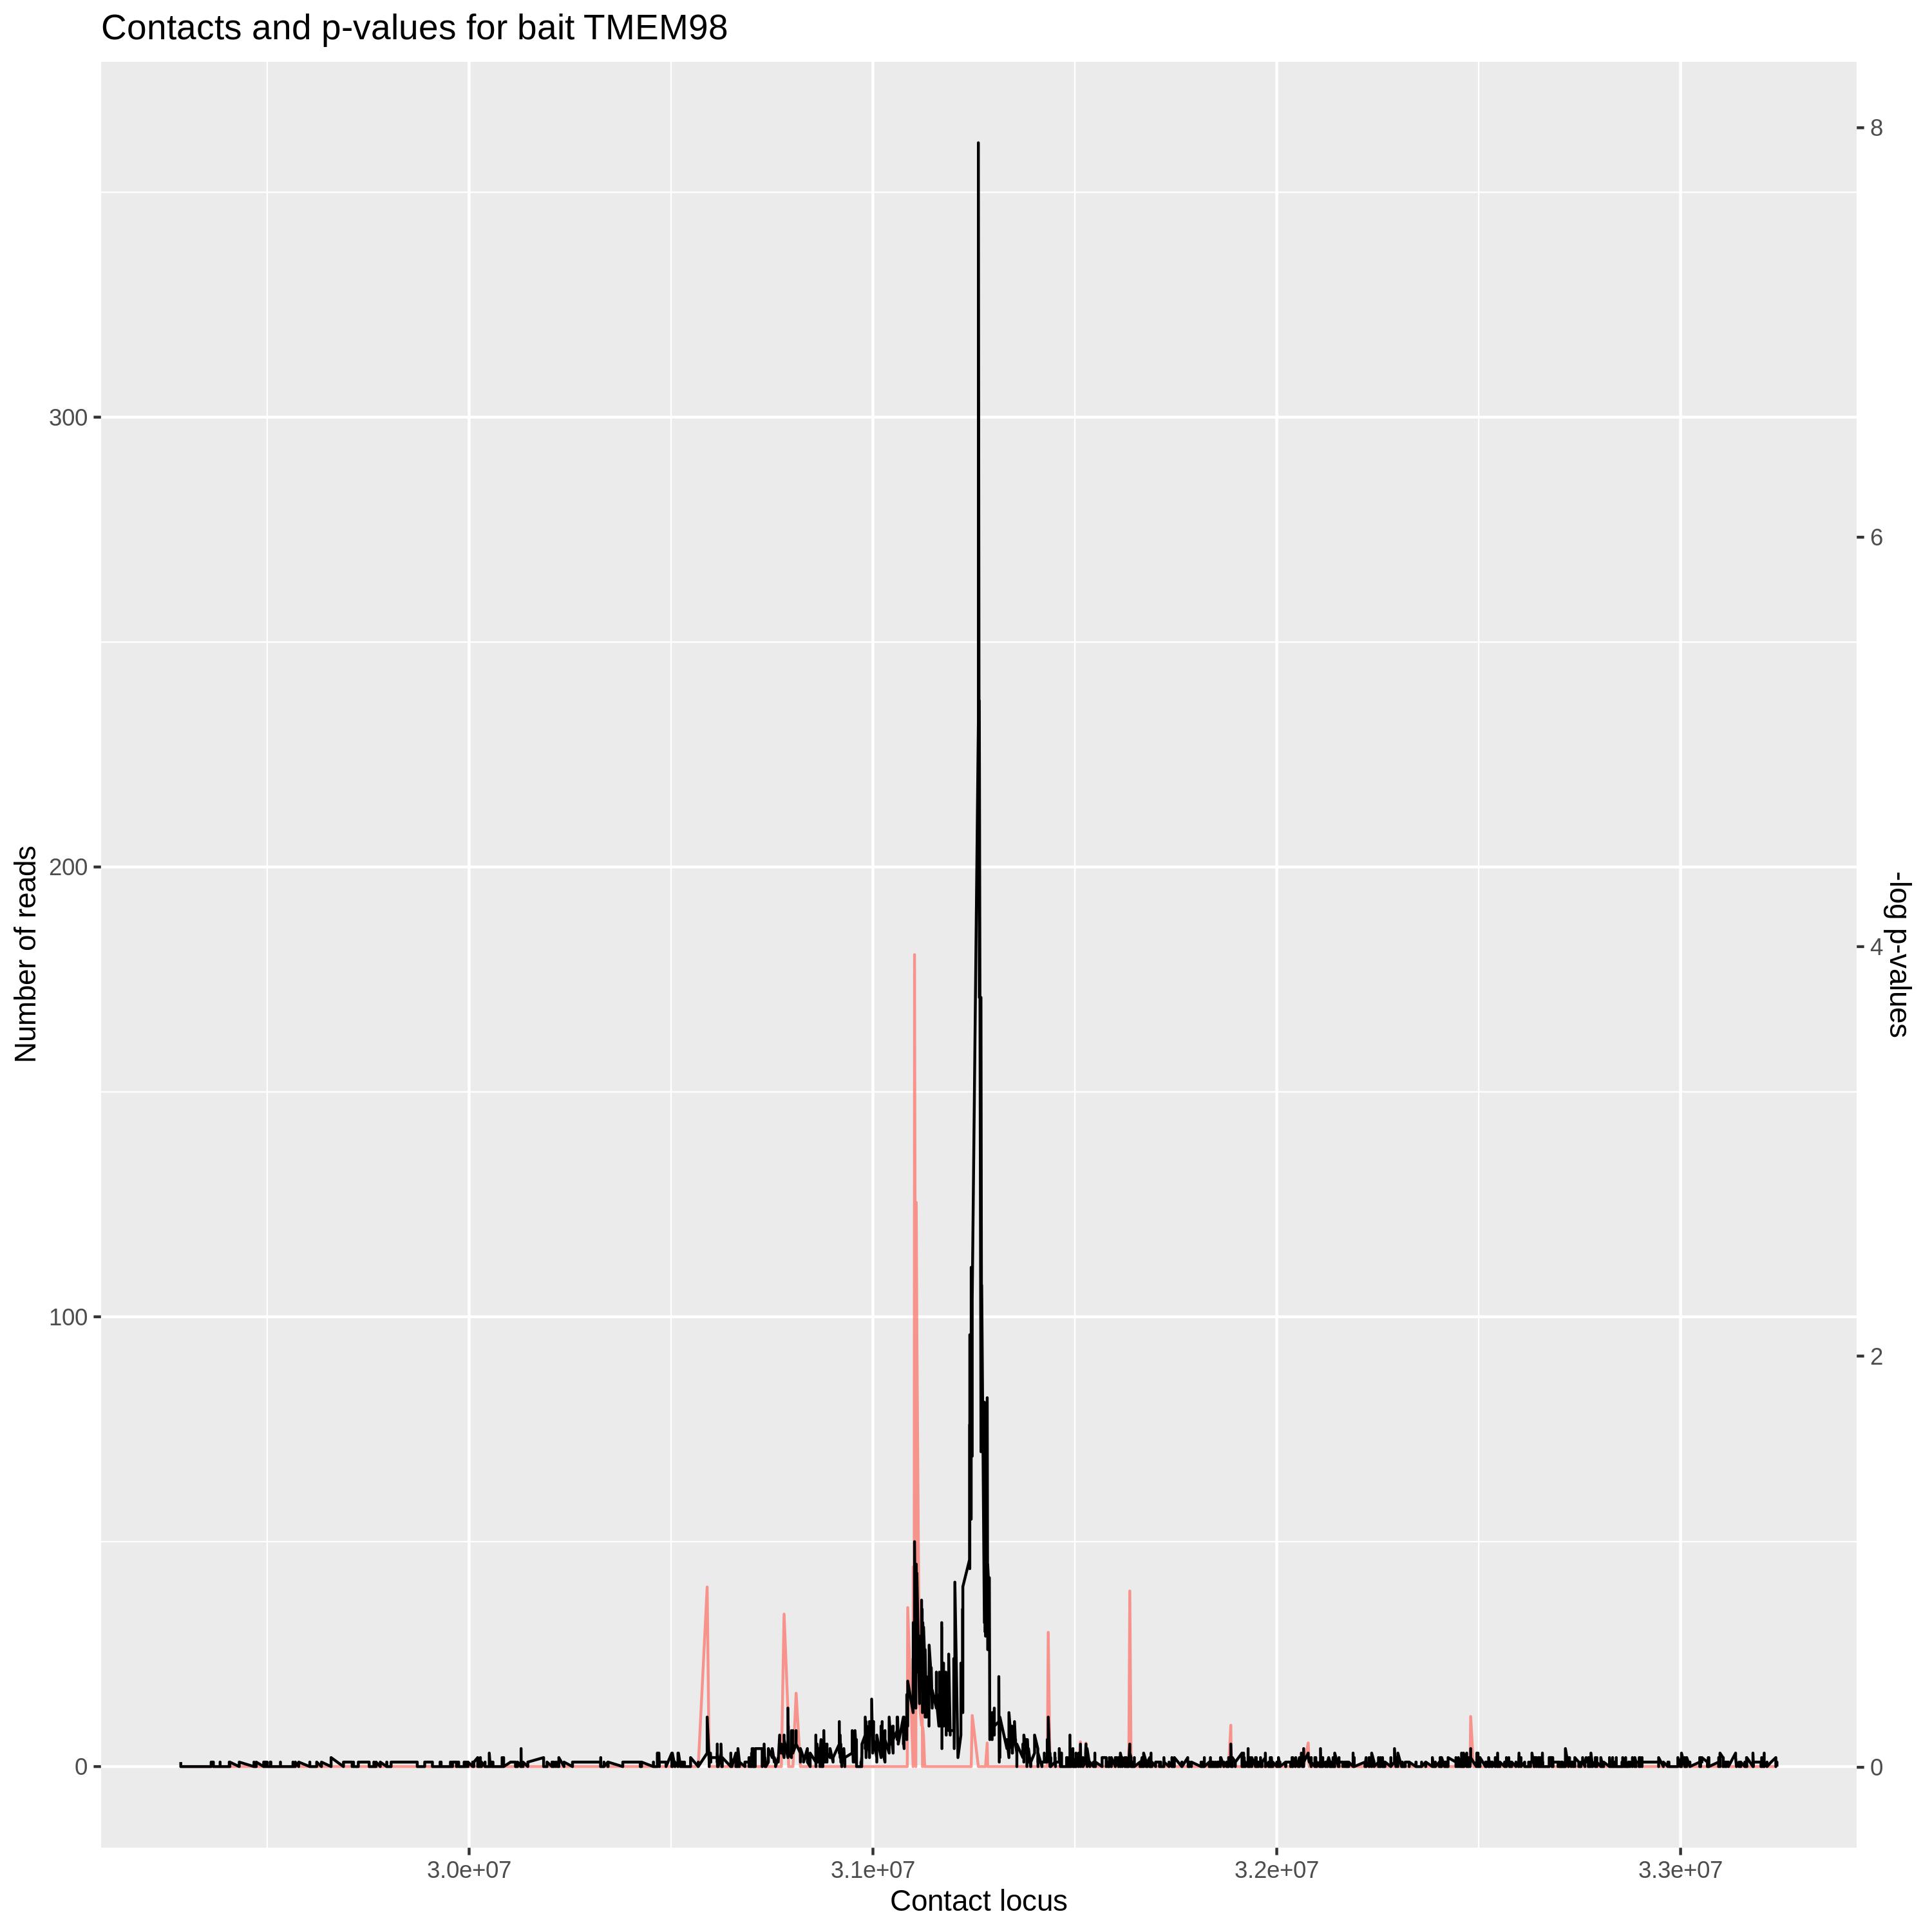 Contacts and p-values for bait TMEM98
Number of reads
300
200
100
0
8
6
4
2
0
-log p-values
3.0e+07
3.1e+07
3.2e+07
3.3e+07
Contact locus